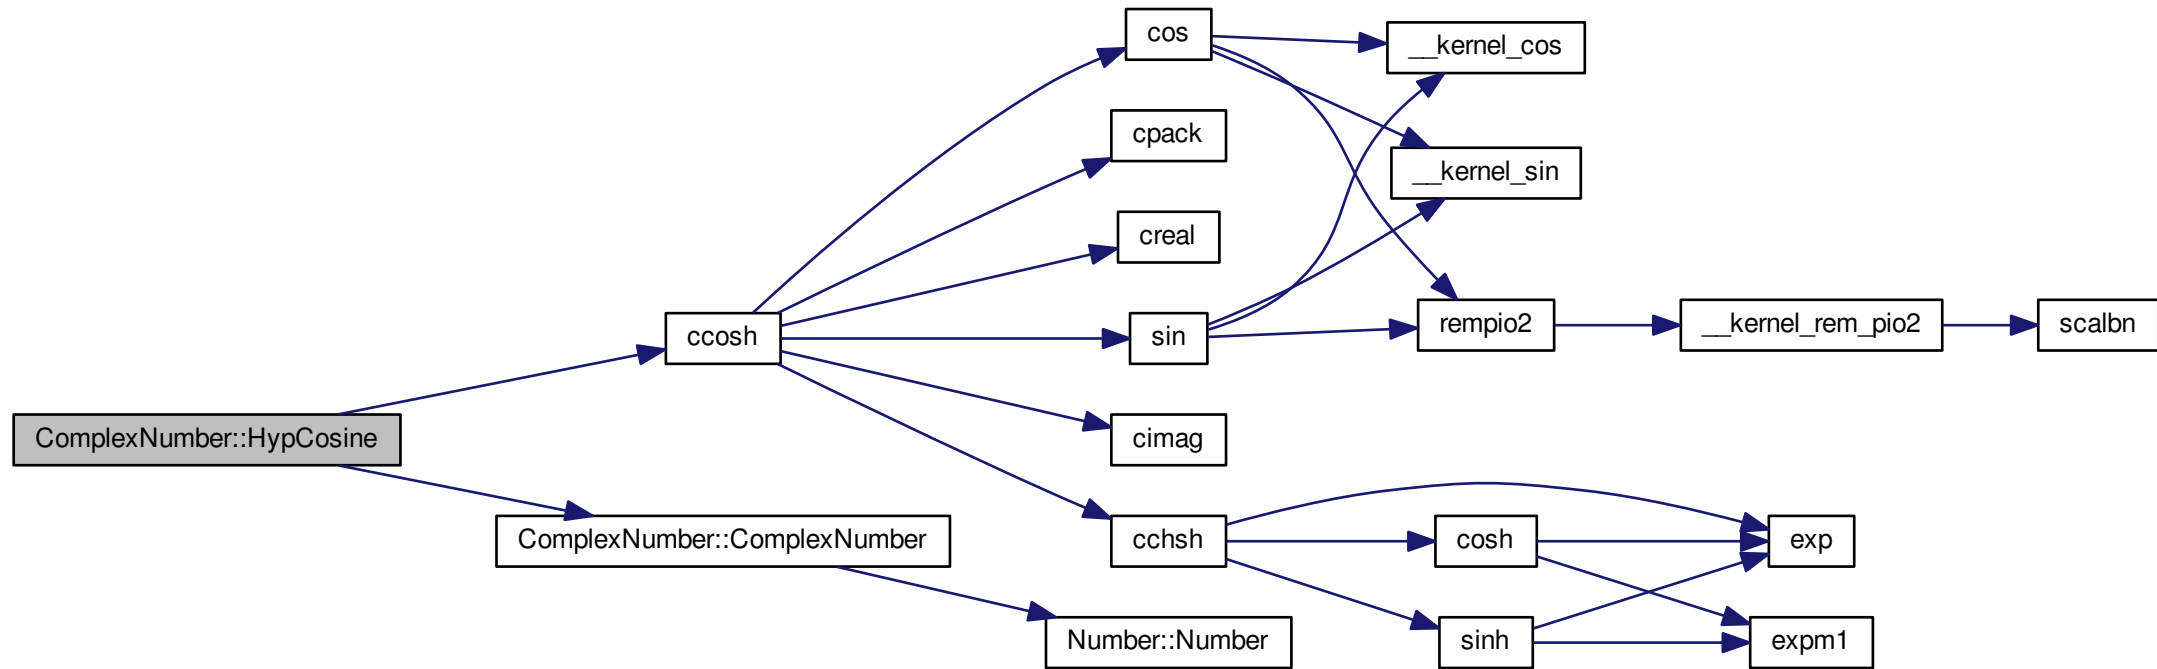 cos
__kernel_cos
cpack
__kernel_sin
creal
ccosh
sin
rempio2
__kernel_rem_pio2
scalbn
ComplexNumber::HypCosine
cimag
ComplexNumber::ComplexNumber
cchsh
cosh
exp
Number::Number
sinh
expm1